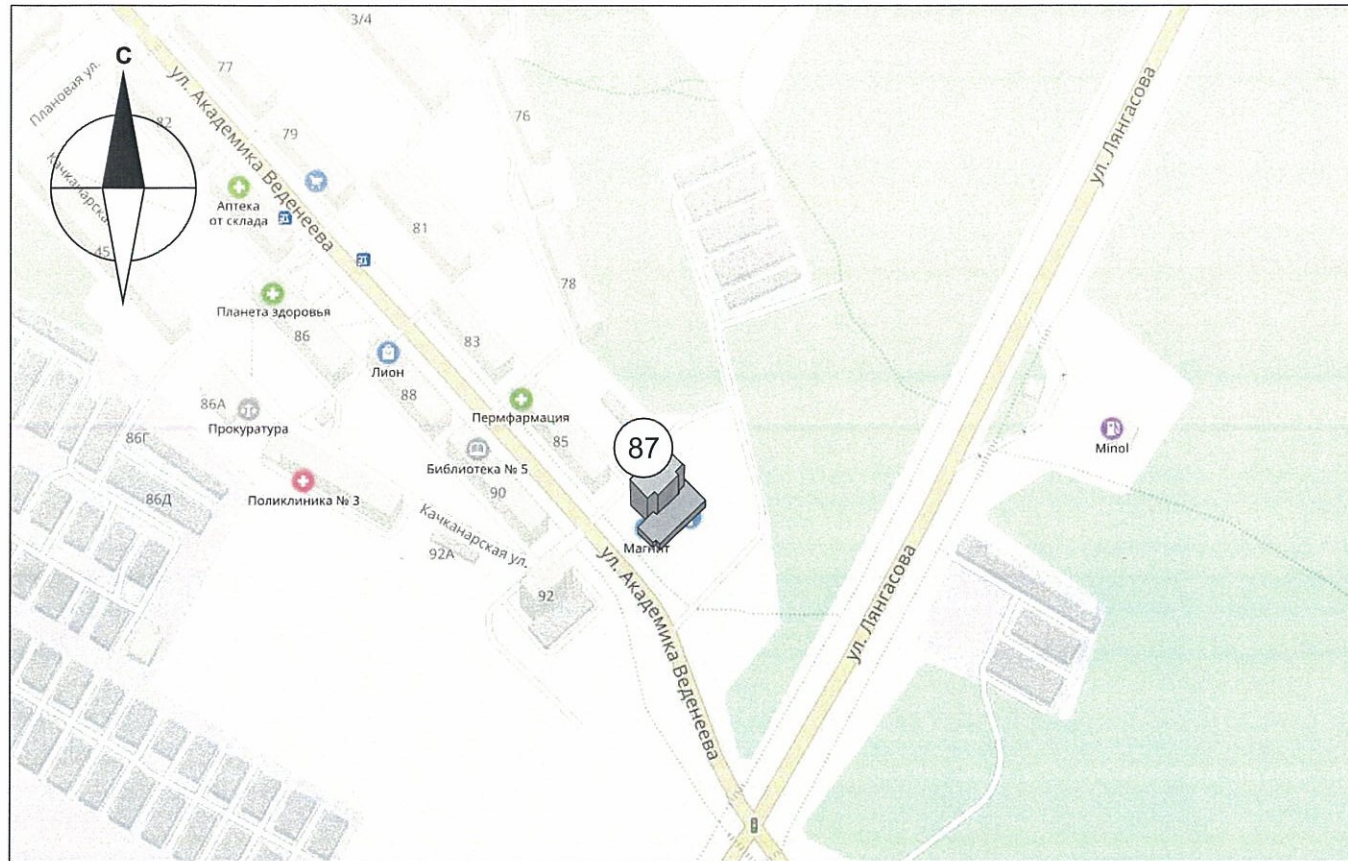 3/4
С
77
Плановая ул.
ул. Академика Веденеева
82
79
76
Качканарска
Аптека
от склада
45
81
78
ул. Лянгасова
Планета здоровья
86
83
Лион
88
86А
Прокуратура
Пермфармация
85
87
Minol
86Г
Библиотека № 5
86Д
Поликлиника № 3
90
Качканарская ул.
92А
Магнит
92
ул. Академика Веденеева
ул. Лянгасова